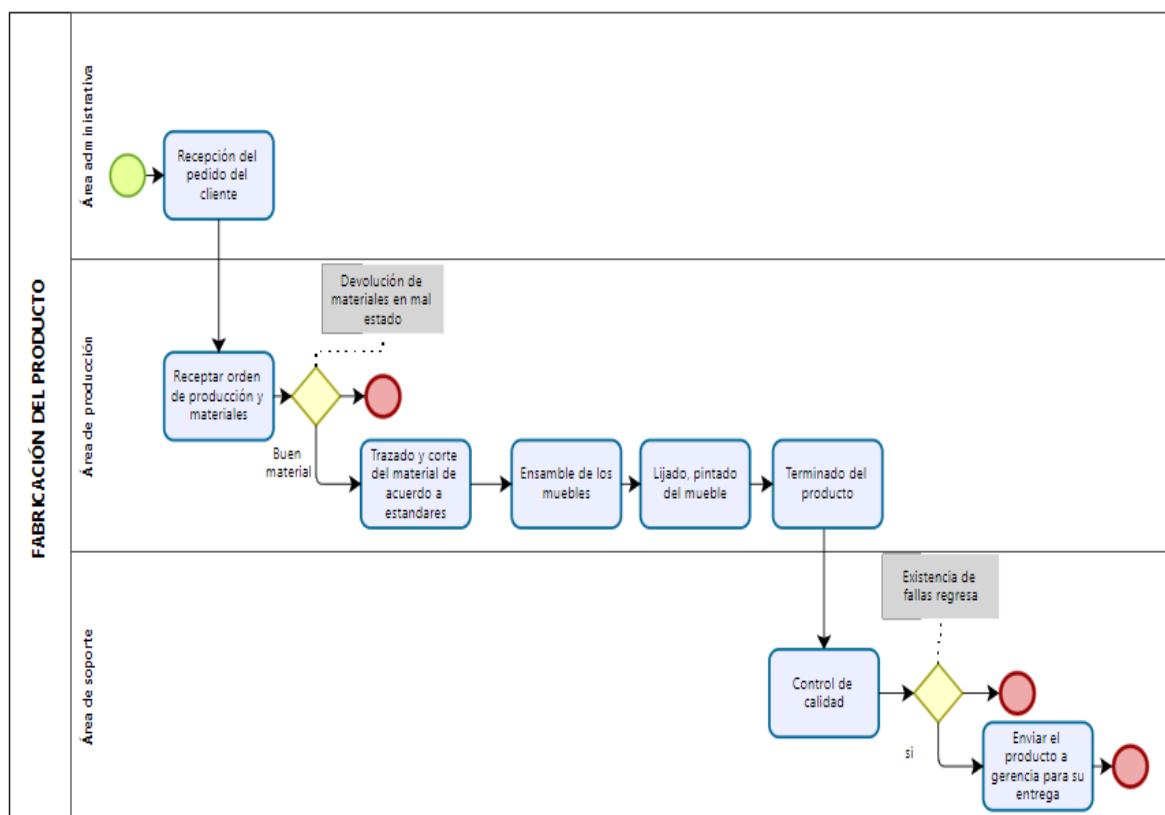 FABRICACIÓN DEL PRODUCTO
Área administrativa
Recepción del
pedido del
cliente
Área de producción
Devolución de
materiales en mal
estado
Receptar orden
de producción y
materiales
Buen
material
Trazado y corte
del material de
acuerdo a
estandares
Ensamble de los
muebles
Lijado, pintado
del mueble
Terminado del
producto
Área de soporte
Existencia de
fallas regresa
Control de
calidad
si
Enviar el
producto a
gerencia para su
entrega